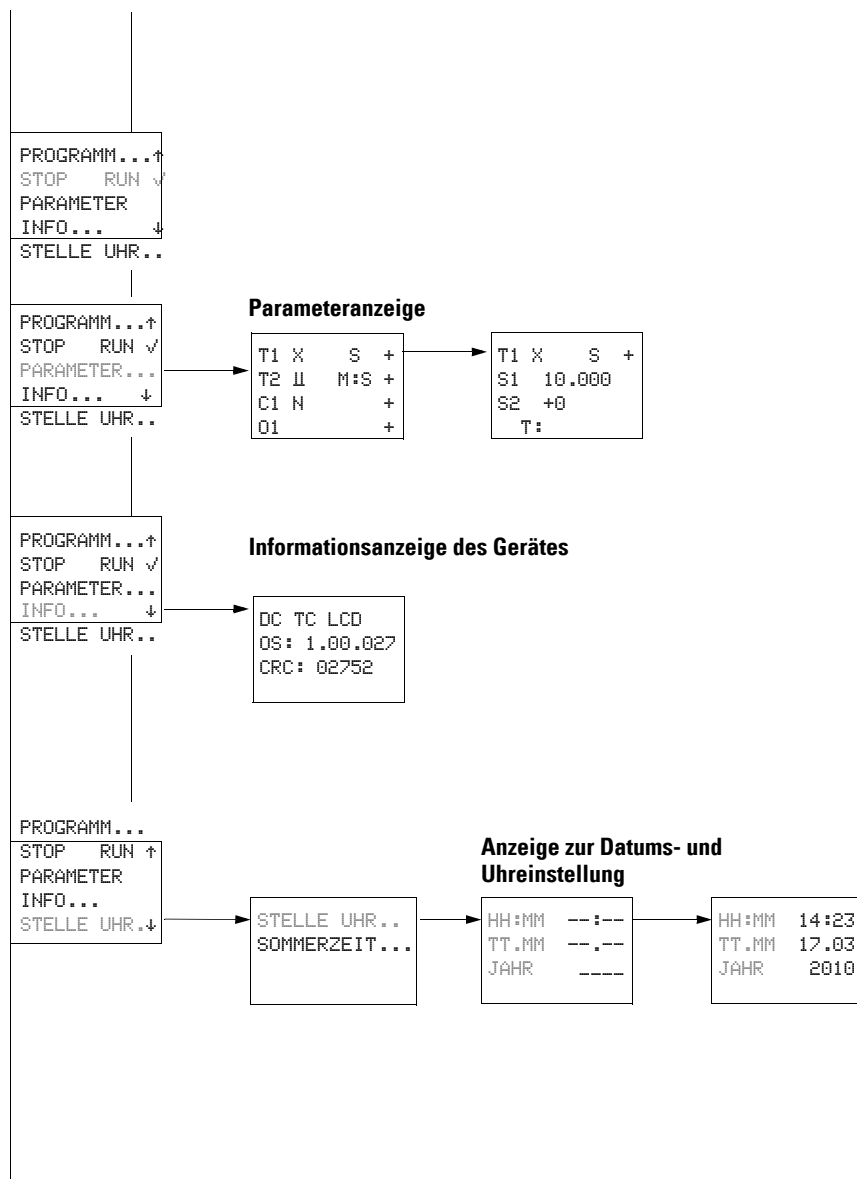 PROGRAMM...↑
STOP RUN √
PARAMETER
INFO... ↓
STELLE UHR..
Parameteranzeige
PROGRAMM...↑
STOP RUN √
PARAMETER...
INFO... ↓
STELLE UHR..
T1 X S +
T2 Ш M:S +
C1 N +
O1 +
T1 X S +
S1 10.000
S2 +0
T:
Informationsanzeige des Gerätes
PROGRAMM...↑
STOP RUN √
PARAMETER...
INFO... ↓
STELLE UHR..
DC TC LCD
OS: 1.00.027
CRC: 02752
PROGRAMM...
STOP RUN ↑
PARAMETER
INFO...
STELLE UHR.↓
STELLE UHR..
SOMMERZEIT...
Anzeige zur Datums- und
Uhreinstellung
HH:MM --:--
TT.MM --.--
JAHR ____
HH:MM 14:23
TT.MM 17.03
JAHR 2010